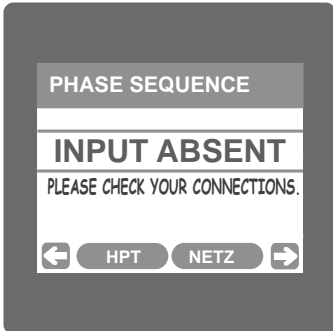 PHASE SEQUENCE
INPUT ABSENT
PLEASE CHECK YOUR CONNECTIONS.
HPT NETZ